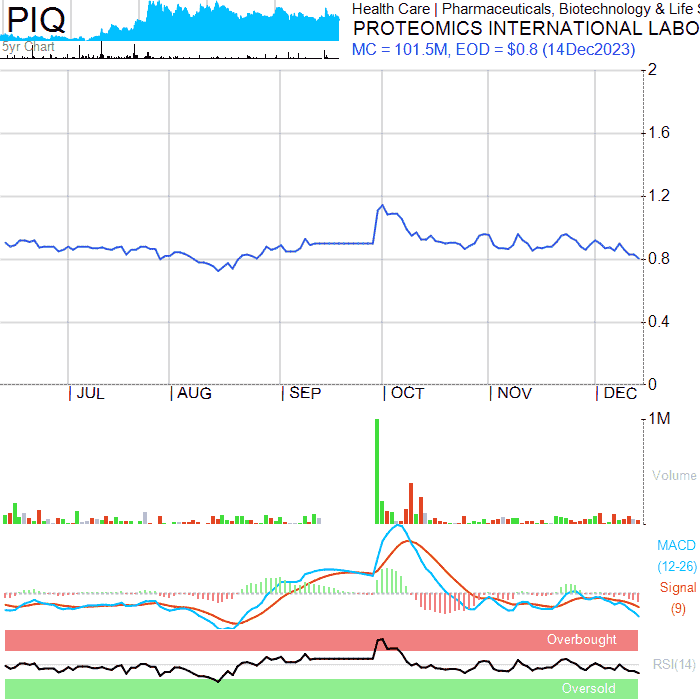 PIQ
5yr Chart
Health Care | Pharmaceuticals, Biotechnology & Life S
PROTEOMICS INTERNATIONAL LABO
MC = 101.5M, EOD = $0.8 (14Dec2023)
2
1.6
1.2
0.8
0.4
0
| JUL | AUG | SEP | OCT | NOV | DEC
1M
Volume
MACD
(12-26)
Signal
(9)
Overbought
RSI(14)
Oversold